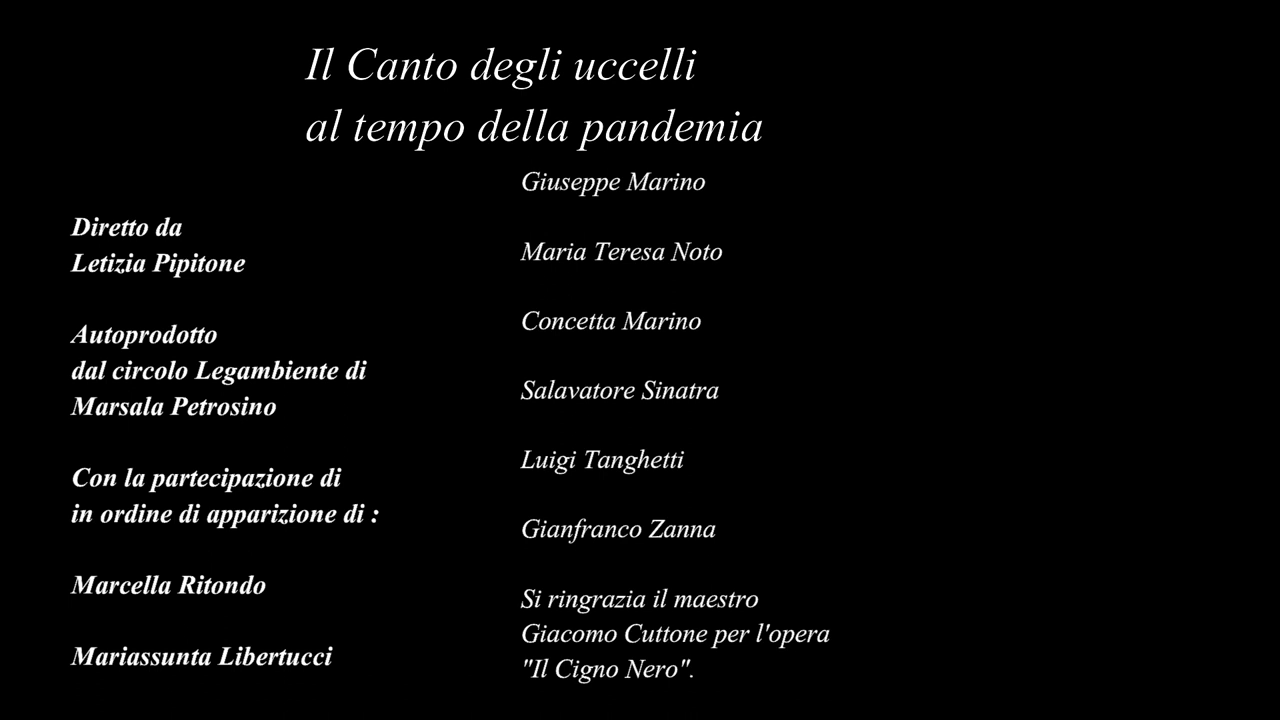 Il Canto degli uccelli
al tempo della pandemia
Diretto da
Letizia Pipitone
Autoprodotto
dal circolo Legambiente di
Marsala Petrosino
Con la partecipazione di
in ordine di apparizione di :
Marcella Ritondo
Mariassunta Libertucci
Giuseppe Marino
Maria Teresa Noto
Concetta Marino
Salavatore Sinatra
Luigi Tanghetti
Gianfranco Zanna
Si ringrazia il maestro
Giacomo Cuttone per l'opera
"Il Cigno Nero".